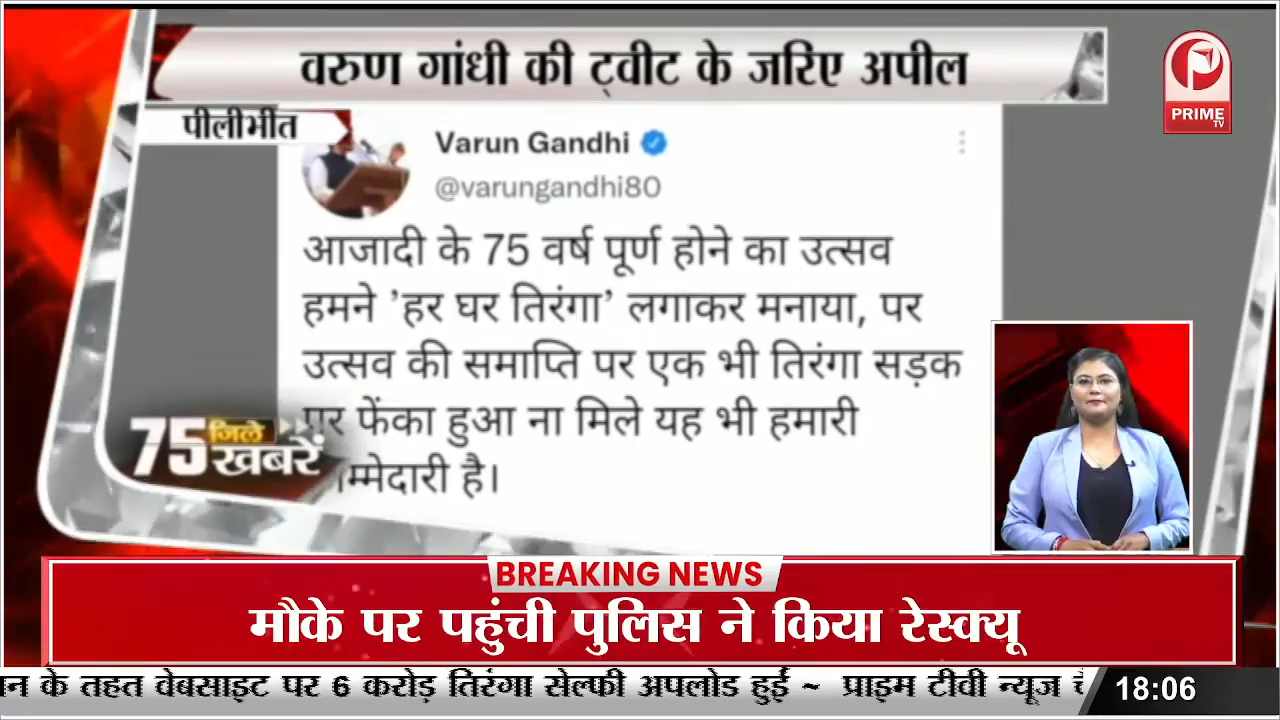 वरुण गांधी की ट्वीट के जरिए अपील
PRIME
TV
पीलीभीत
Varun Gandhi
@varungandhi80
आजादी के 75 वर्ष पूर्ण होने का उत्सव
हमने 'हर घर तिरंगा' लगाकर मनाया, पर
उत्सव की समाप्ति पर एक भी तिरंगा सड़क
पर फेंका हुआ ना मिले यह भी हमारी
म्मेदारी है।
75 जिले
खबरें
BREAKING NEWS
मौके पर पहुंची पुलिस ने किया रेस्क्यू
न के तहत वेबसाइट पर 6 करोड़ तिरंगा सेल्फी अपलोड हुई ~ प्राइम टीवी न्यूज
18:06